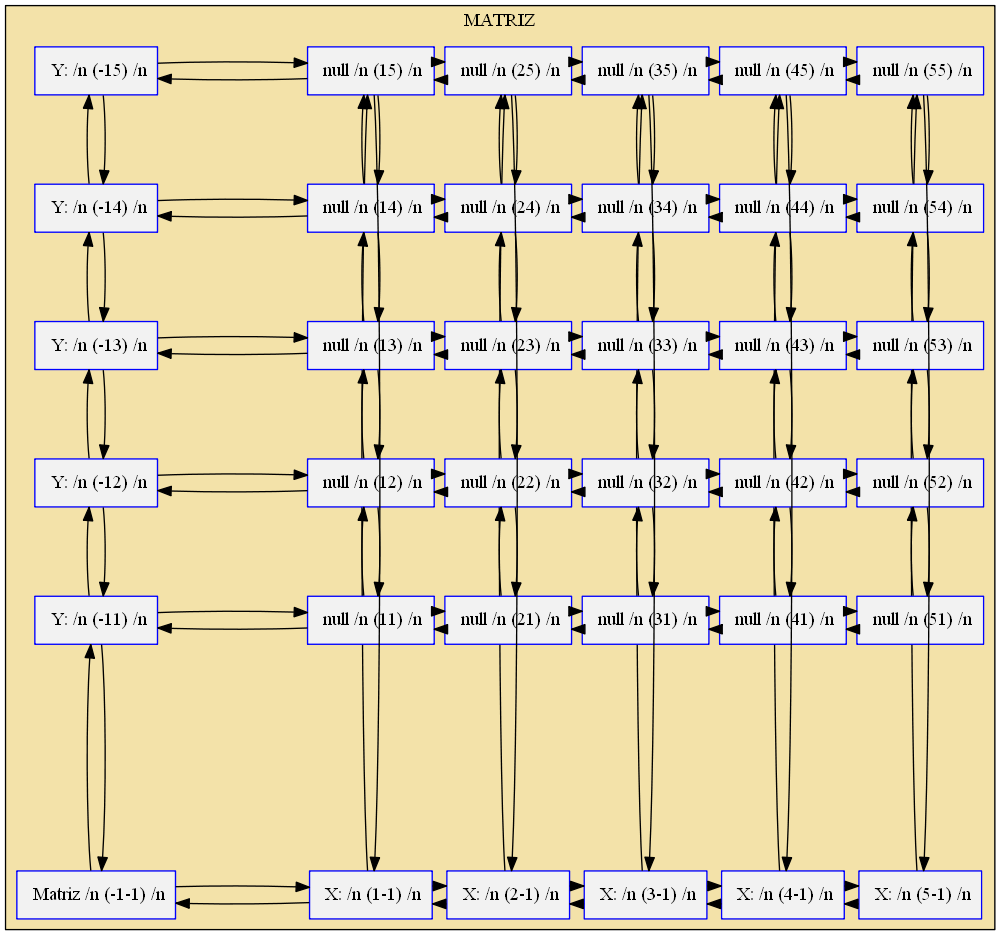 MATRIZ
Y: /n (-15) /n null /n (15) /n null /n (25) /n null /n (35) /n null /n (45) /n null /n (55) /n
Y: /n (-14) /n null /n (14) /n null /n (24) /n null /n (34) /n null /n (44) /n null /n (54) /n
Y: /n (-13) /n null /n (13) /n null /n (23) /n null /n (33) /n null /n (43) /n null /n (53) /n
Y: /n (-12) /n null /n (12) /n null /n (22) /n null /n (32) /n null /n (42) /n null /n (52) /n
Y: /n (-11) /n null /n (11) /n null /n (21) /n null /n (31) /n null /n (41) /n null /n (51) /n
Matriz /n (-1-1) /n X: /n (1-1) /n X: /n (2-1) /n X: /n (3-1) /n X: /n (4-1) /n X: /n (5-1) /n